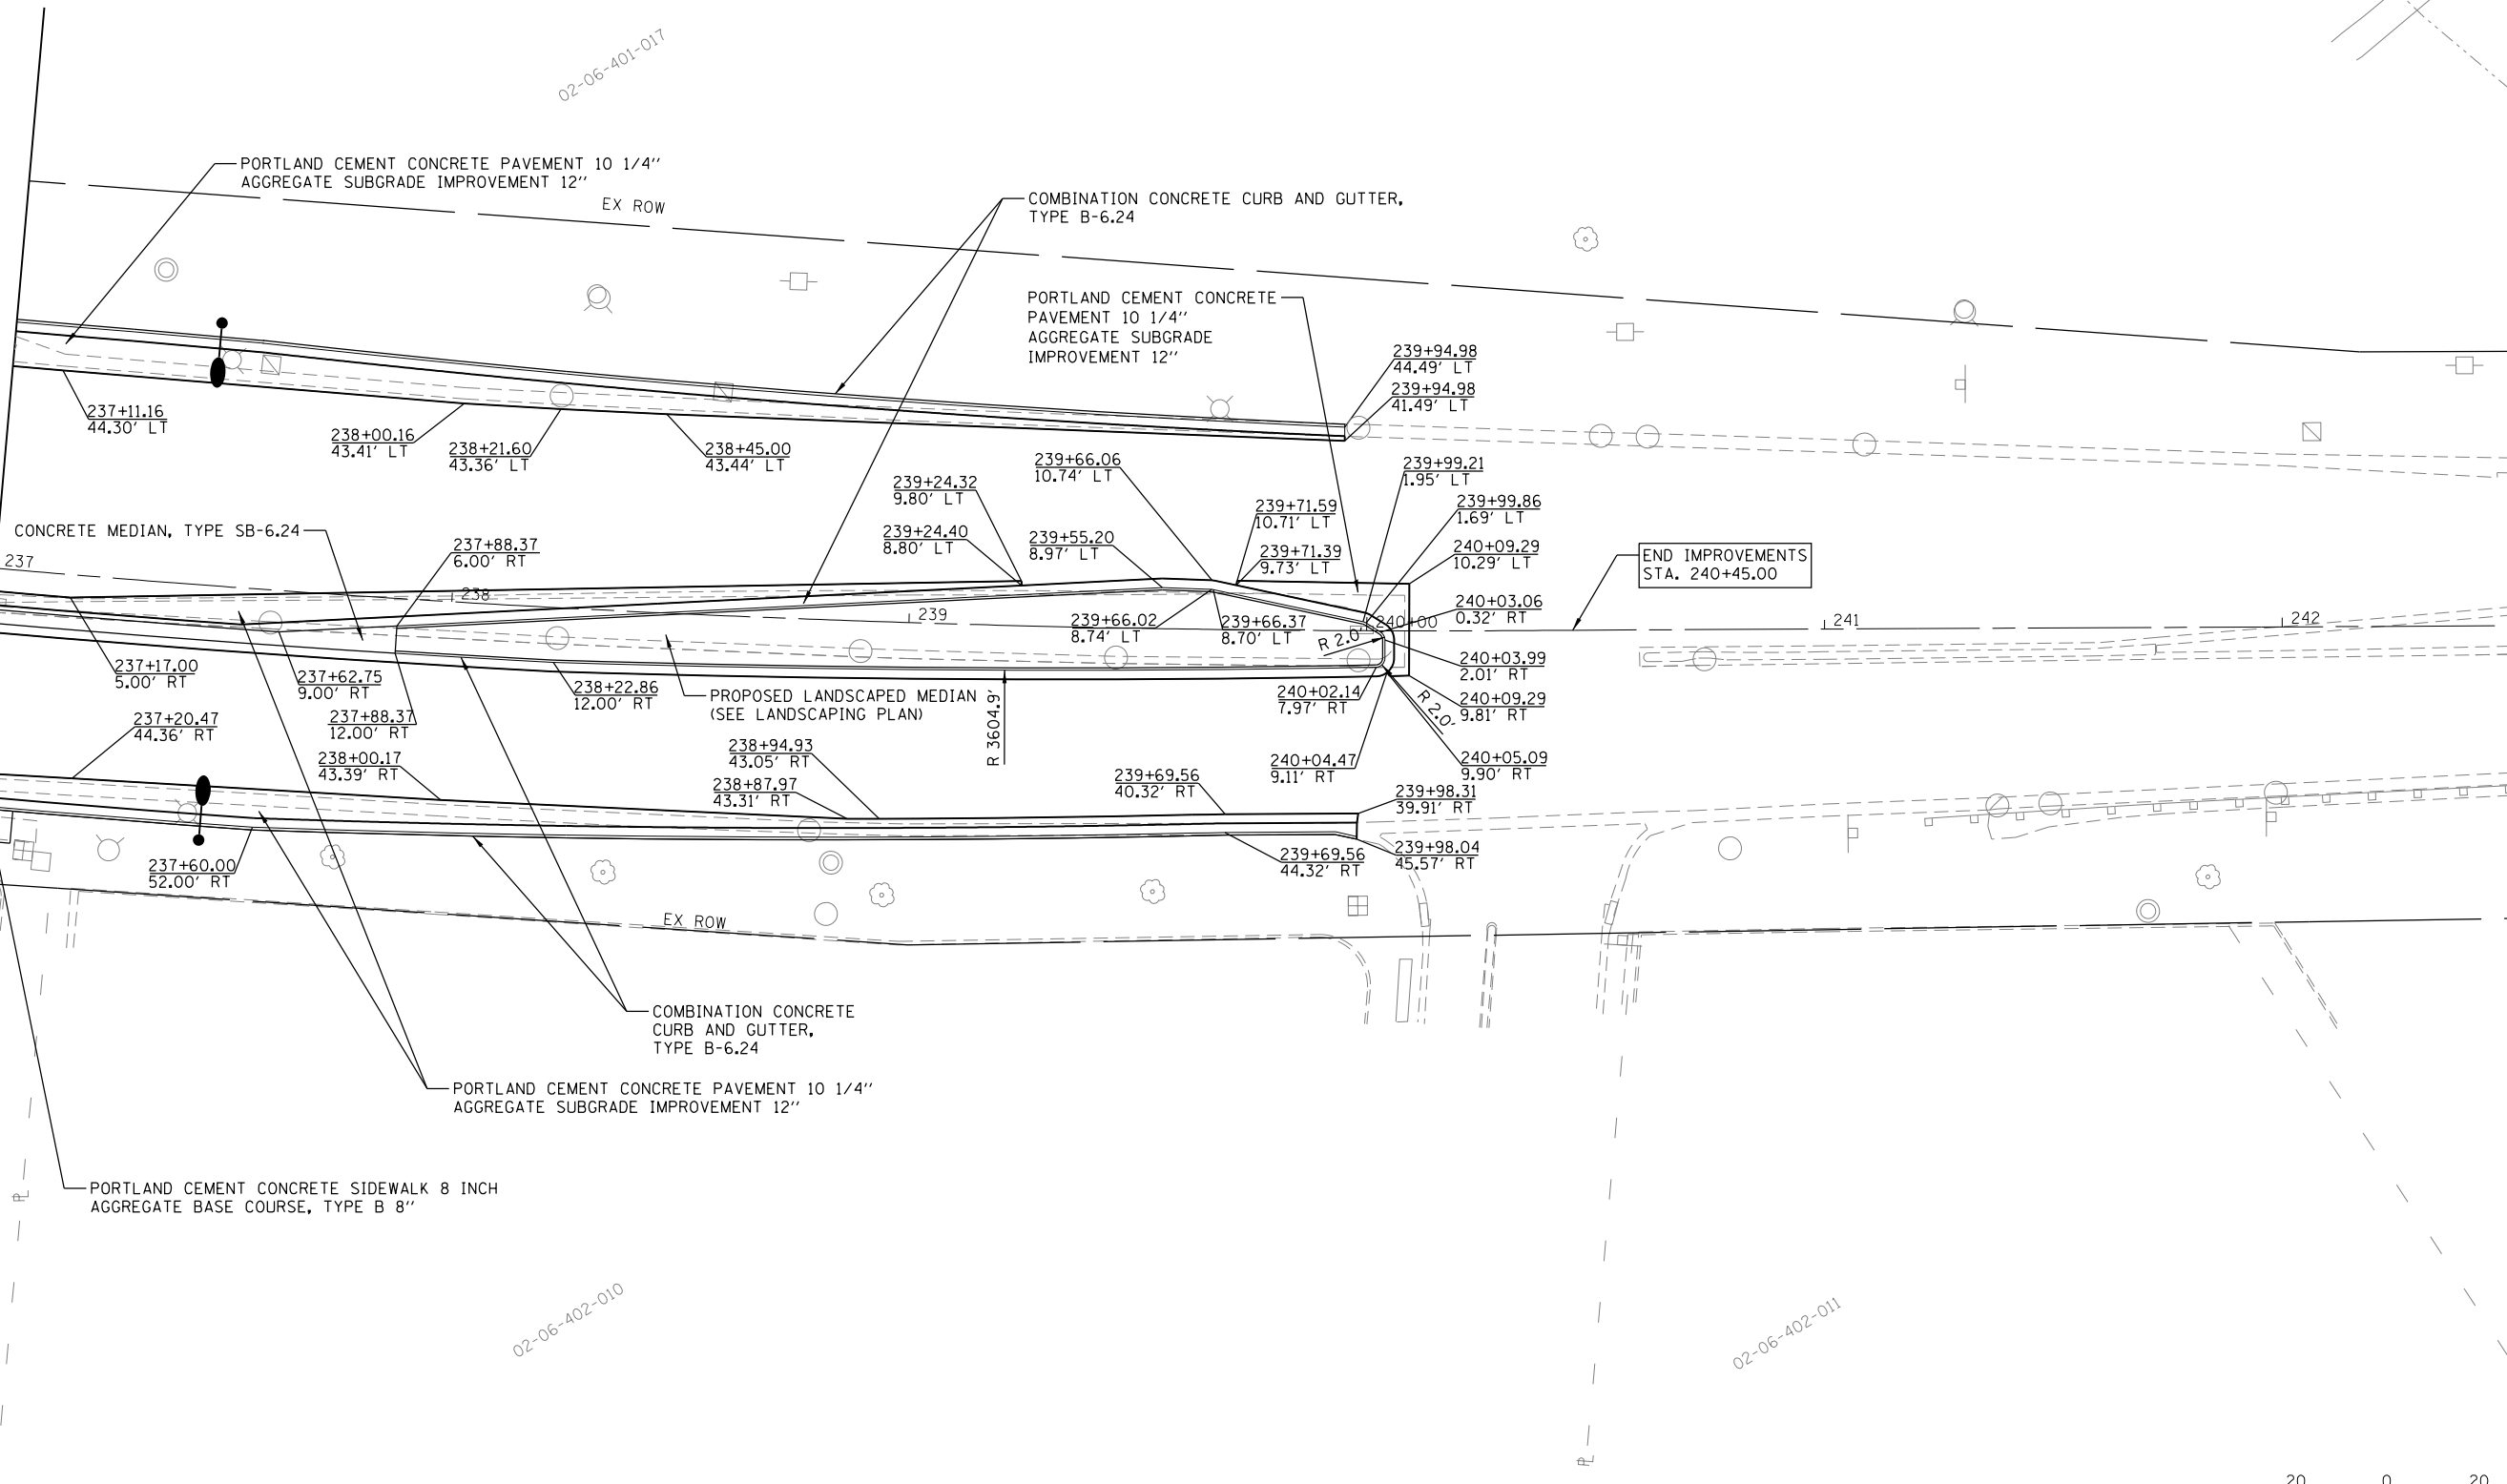 02-06-401-017
PORTLAND CEMENT CONCRETE PAVEMENT 10 1/4''
AGGREGATE SUBGRADE IMPROVEMENT 12''
EX ROW
COMBINATION CONCRETE CURB AND GUTTER,
TYPE B-6.24
PORTLAND CEMENT CONCRETE
PAVEMENT 10 1/4''
AGGREGATE SUBGRADE
IMPROVEMENT 12''
239+94.98
44.49' LT
239+94.98
41.49' LT
237+11.16
44.30' LT
238+00.16
43.41' LT
238+21.60
43.36' LT
238+45.00
43.44' LT
239+66.06
10.74' LT
239+99.21
1.95' LT
239+24.32
9.80' LT
239+71.59
10.71' LT
239+99.86
1.69' LT
CONCRETE MEDIAN, TYPE SB-6.24
237+88.37
6.00' RT
239+24.40
8.80' LT
239+55.20
8.97' LT
239+71.39
9.73' LT
240+09.29
10.29' LT
END IMPROVEMENTS
STA. 240+45.00
237
238
239
240+00
241
242
240+03.06
0.32' RT
239+66.02
8.74' LT
239+66.37
8.70' LT
R 2.0'
237+17.00
5.00' RT
237+62.75
9.00' RT
238+22.86
12.00' RT
PROPOSED LANDSCAPED MEDIAN
(SEE LANDSCAPING PLAN)
R 3604.9'
240+03.99
2.01' RT
240+02.14
7.97' RT
R 2.0'
240+09.29
9.81' RT
237+20.47
44.36' RT
237+88.37
12.00' RT
238+00.17
43.39' RT
238+94.93
43.05' RT
238+87.97
43.31' RT
239+69.56
40.32' RT
240+04.47
9.11' RT
240+05.09
9.90' RT
239+98.31
39.91' RT
237+60.00
52.00' RT
239+69.56
44.32' RT
239+98.04
45.57' RT
EX ROW
COMBINATION CONCRETE
CURB AND GUTTER,
TYPE B-6.24
PORTLAND CEMENT CONCRETE PAVEMENT 10 1/4''
AGGREGATE SUBGRADE IMPROVEMENT 12''
PORTLAND CEMENT CONCRETE SIDEWALK 8 INCH
AGGREGATE BASE COURSE, TYPE B 8''
02-06-402-010
02-06-402-011
20 0 20